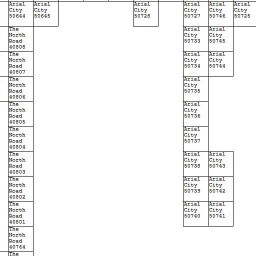 Arial
City
50644
Arial
City
50645
Arial
City
50728
Arial
City
50727
Arial
City
50746
Arial
City
50725
The
North
Road
40808
Arial
City
50733
Arial
City
50745
The
North
Road
40807
Arial
City
50734
Arial
City
50744
The
North
Road
40806
Arial
City
50735
The
North
Road
40805
Arial
City
50736
The
North
Road
40804
Arial
City
50737
The
North
Road
40803
Arial
City
50738
Arial
City
50743
The
North
Road
40802
Arial
City
50739
Arial
City
50742
The
North
Road
40801
Arial
City
50740
Arial
City
50741
The
North
Road
40764
The